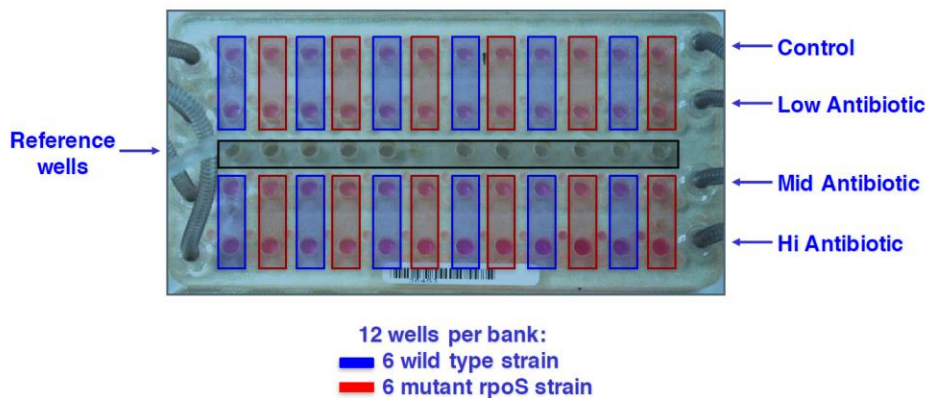 Control
Low Antibiotic
Reference
wells
Mid Antibiotic
Hi Antibiotic
12 wells per bank:
6 wild type strain
6 mutant rpoS strain